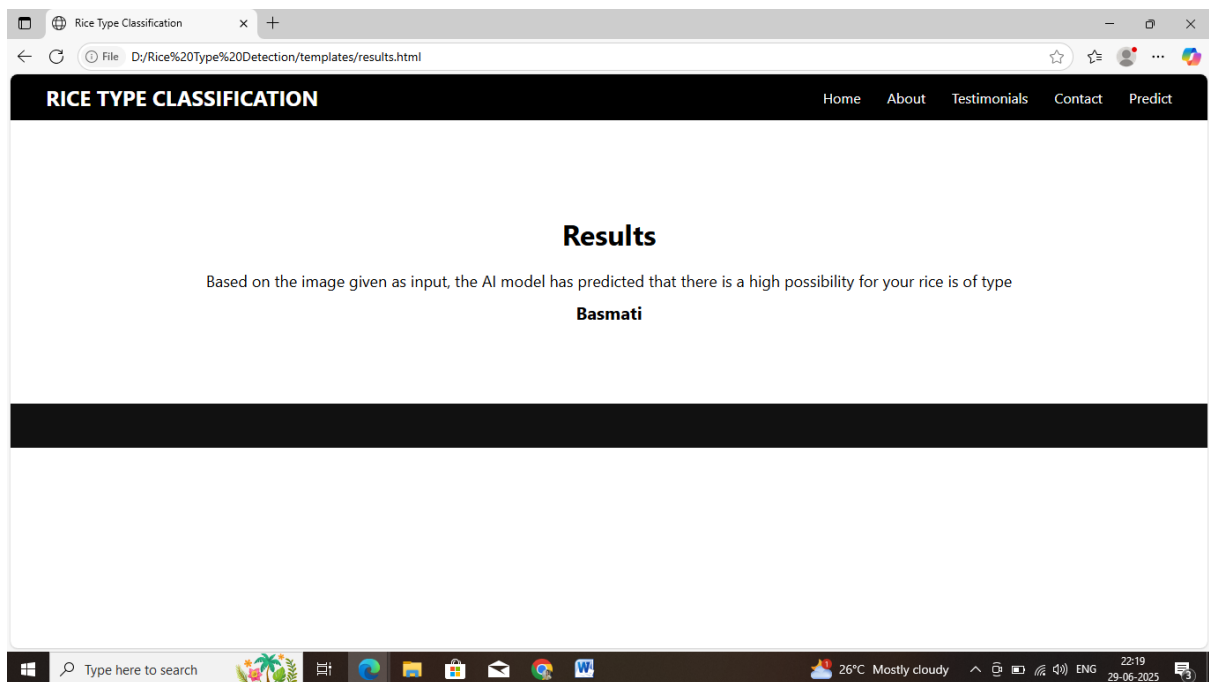 Rice Type Classification
File D:/Rice%20Type%20Detection/templates/results.html
RICE TYPE CLASSIFICATION Home About Testimonials Contact Predict
Results
Based on the image given as input, the AI model has predicted that there is a high possibility for your rice is of type
Basmati
Type here to search 26°C Mostly cloudy ENG 22:19
29-06-2025 3